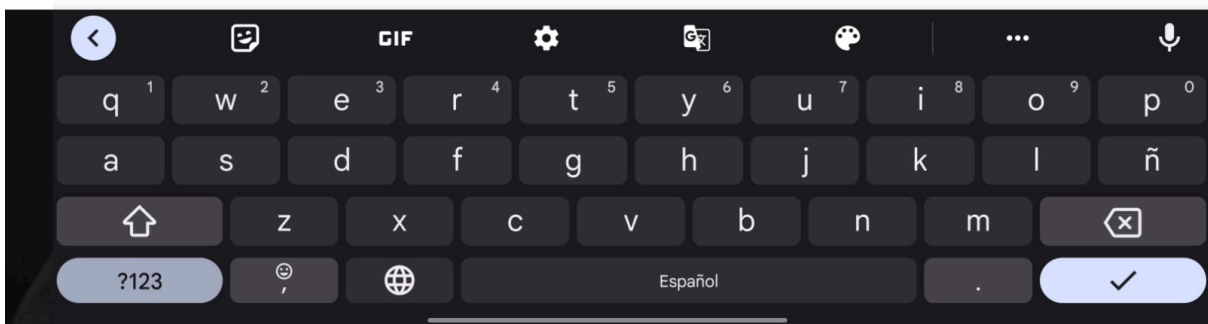 GIF G
q 1 w 2 e 3 r 4 t 5 y 6 u 7 i 8 o 9 p 0
a s d f g h j k l ñ
z x c v b n m
?123 , Español .